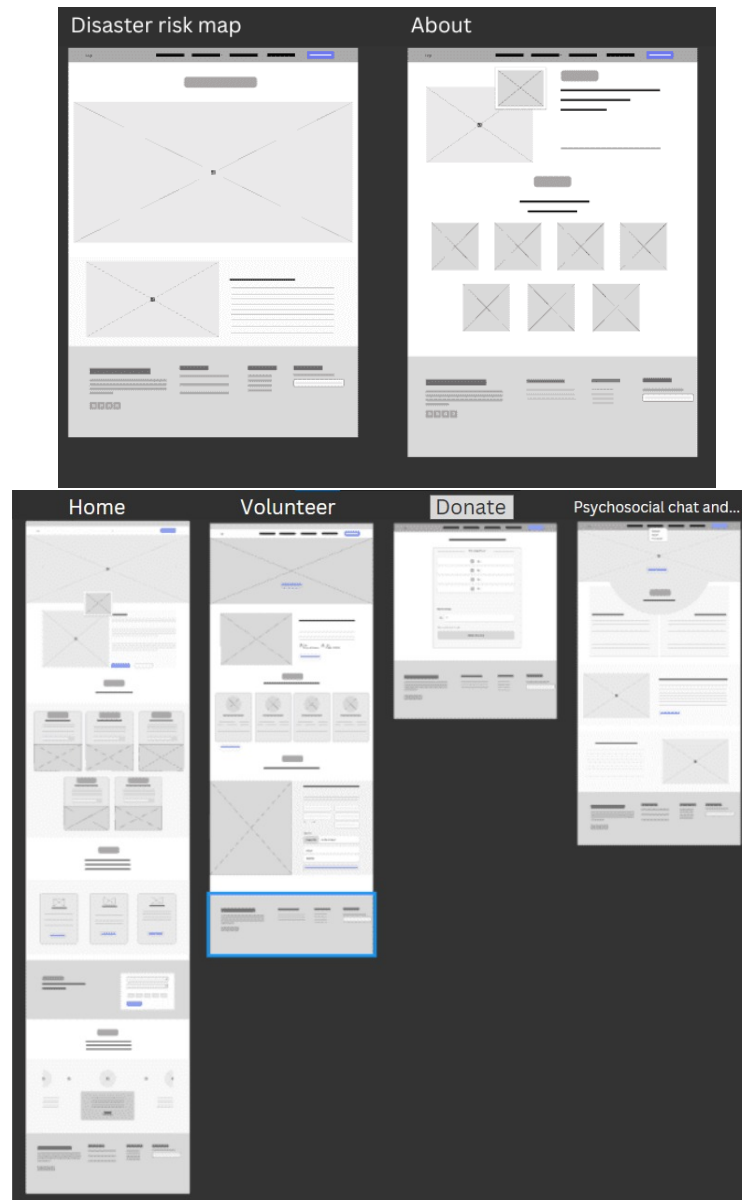 Disaster risk map
About
Home
Volunteer
Donate
Psychosocial chat and...